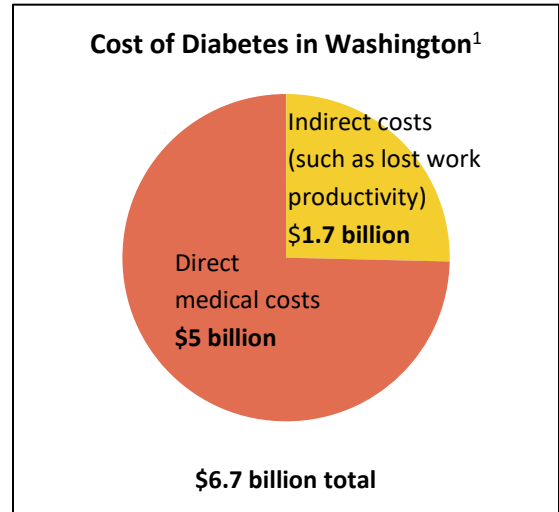 Cost of Diabetes in Washington¹
Indirect costs
(such as lost work
productivity)
$1.7 billion
Direct
medical costs
$5 billion
$6.7 billion total